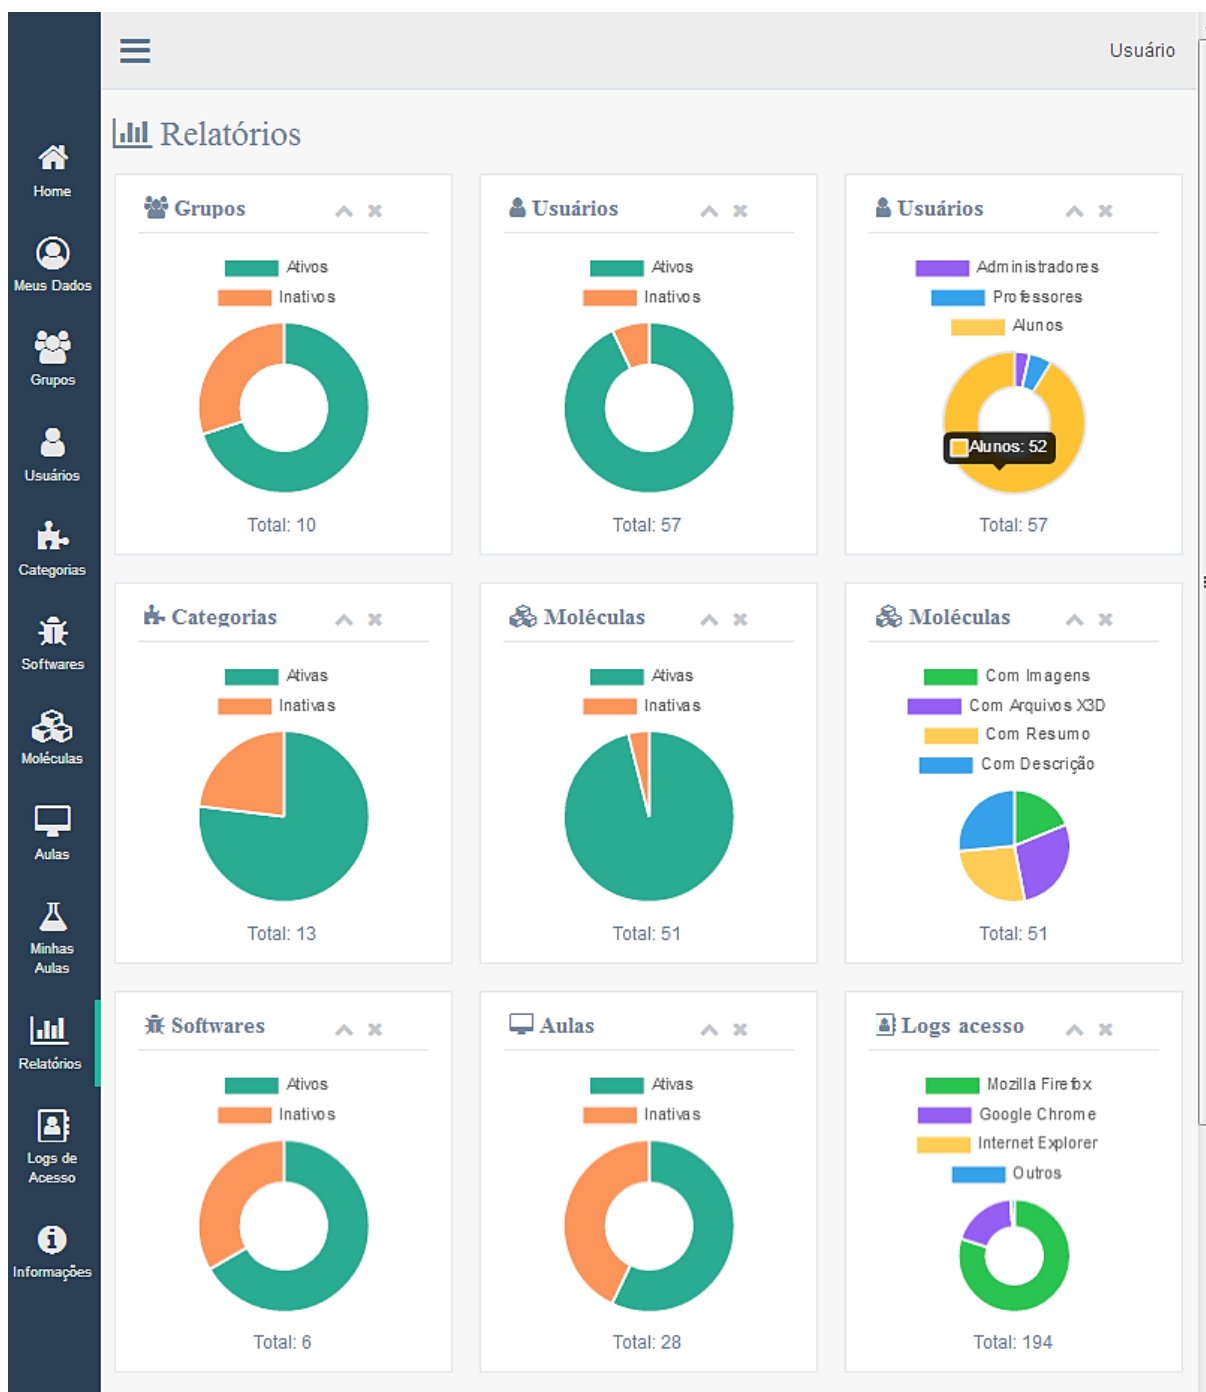 Usuário
Home
Meus Dados
Grupos
Usuários
Categorias
Softwares
Moléculas
Aulas
Minhas
Aulas
Relatórios
Logs de
Acesso
Informações
Relatórios
Grupos
Ativos
Inativos
Total: 10
Usuários
Ativos
Inativos
Total: 57
Usuários
Administradores
Professores
Alunos
Alunos: 52
Total: 57
Categorias
Ativas
Inativas
Total: 13
Moléculas
Ativas
Inativas
Total: 51
Moléculas
Com Imagens
Com Arquivos X3D
Com Resumo
Com Descrição
Total: 51
Softwares
Ativos
Inativos
Total: 6
Aulas
Ativas
Inativas
Total: 28
Logs acesso
Mozilla Firefox
Google Chrome
Internet Explorer
Outros
Total: 194